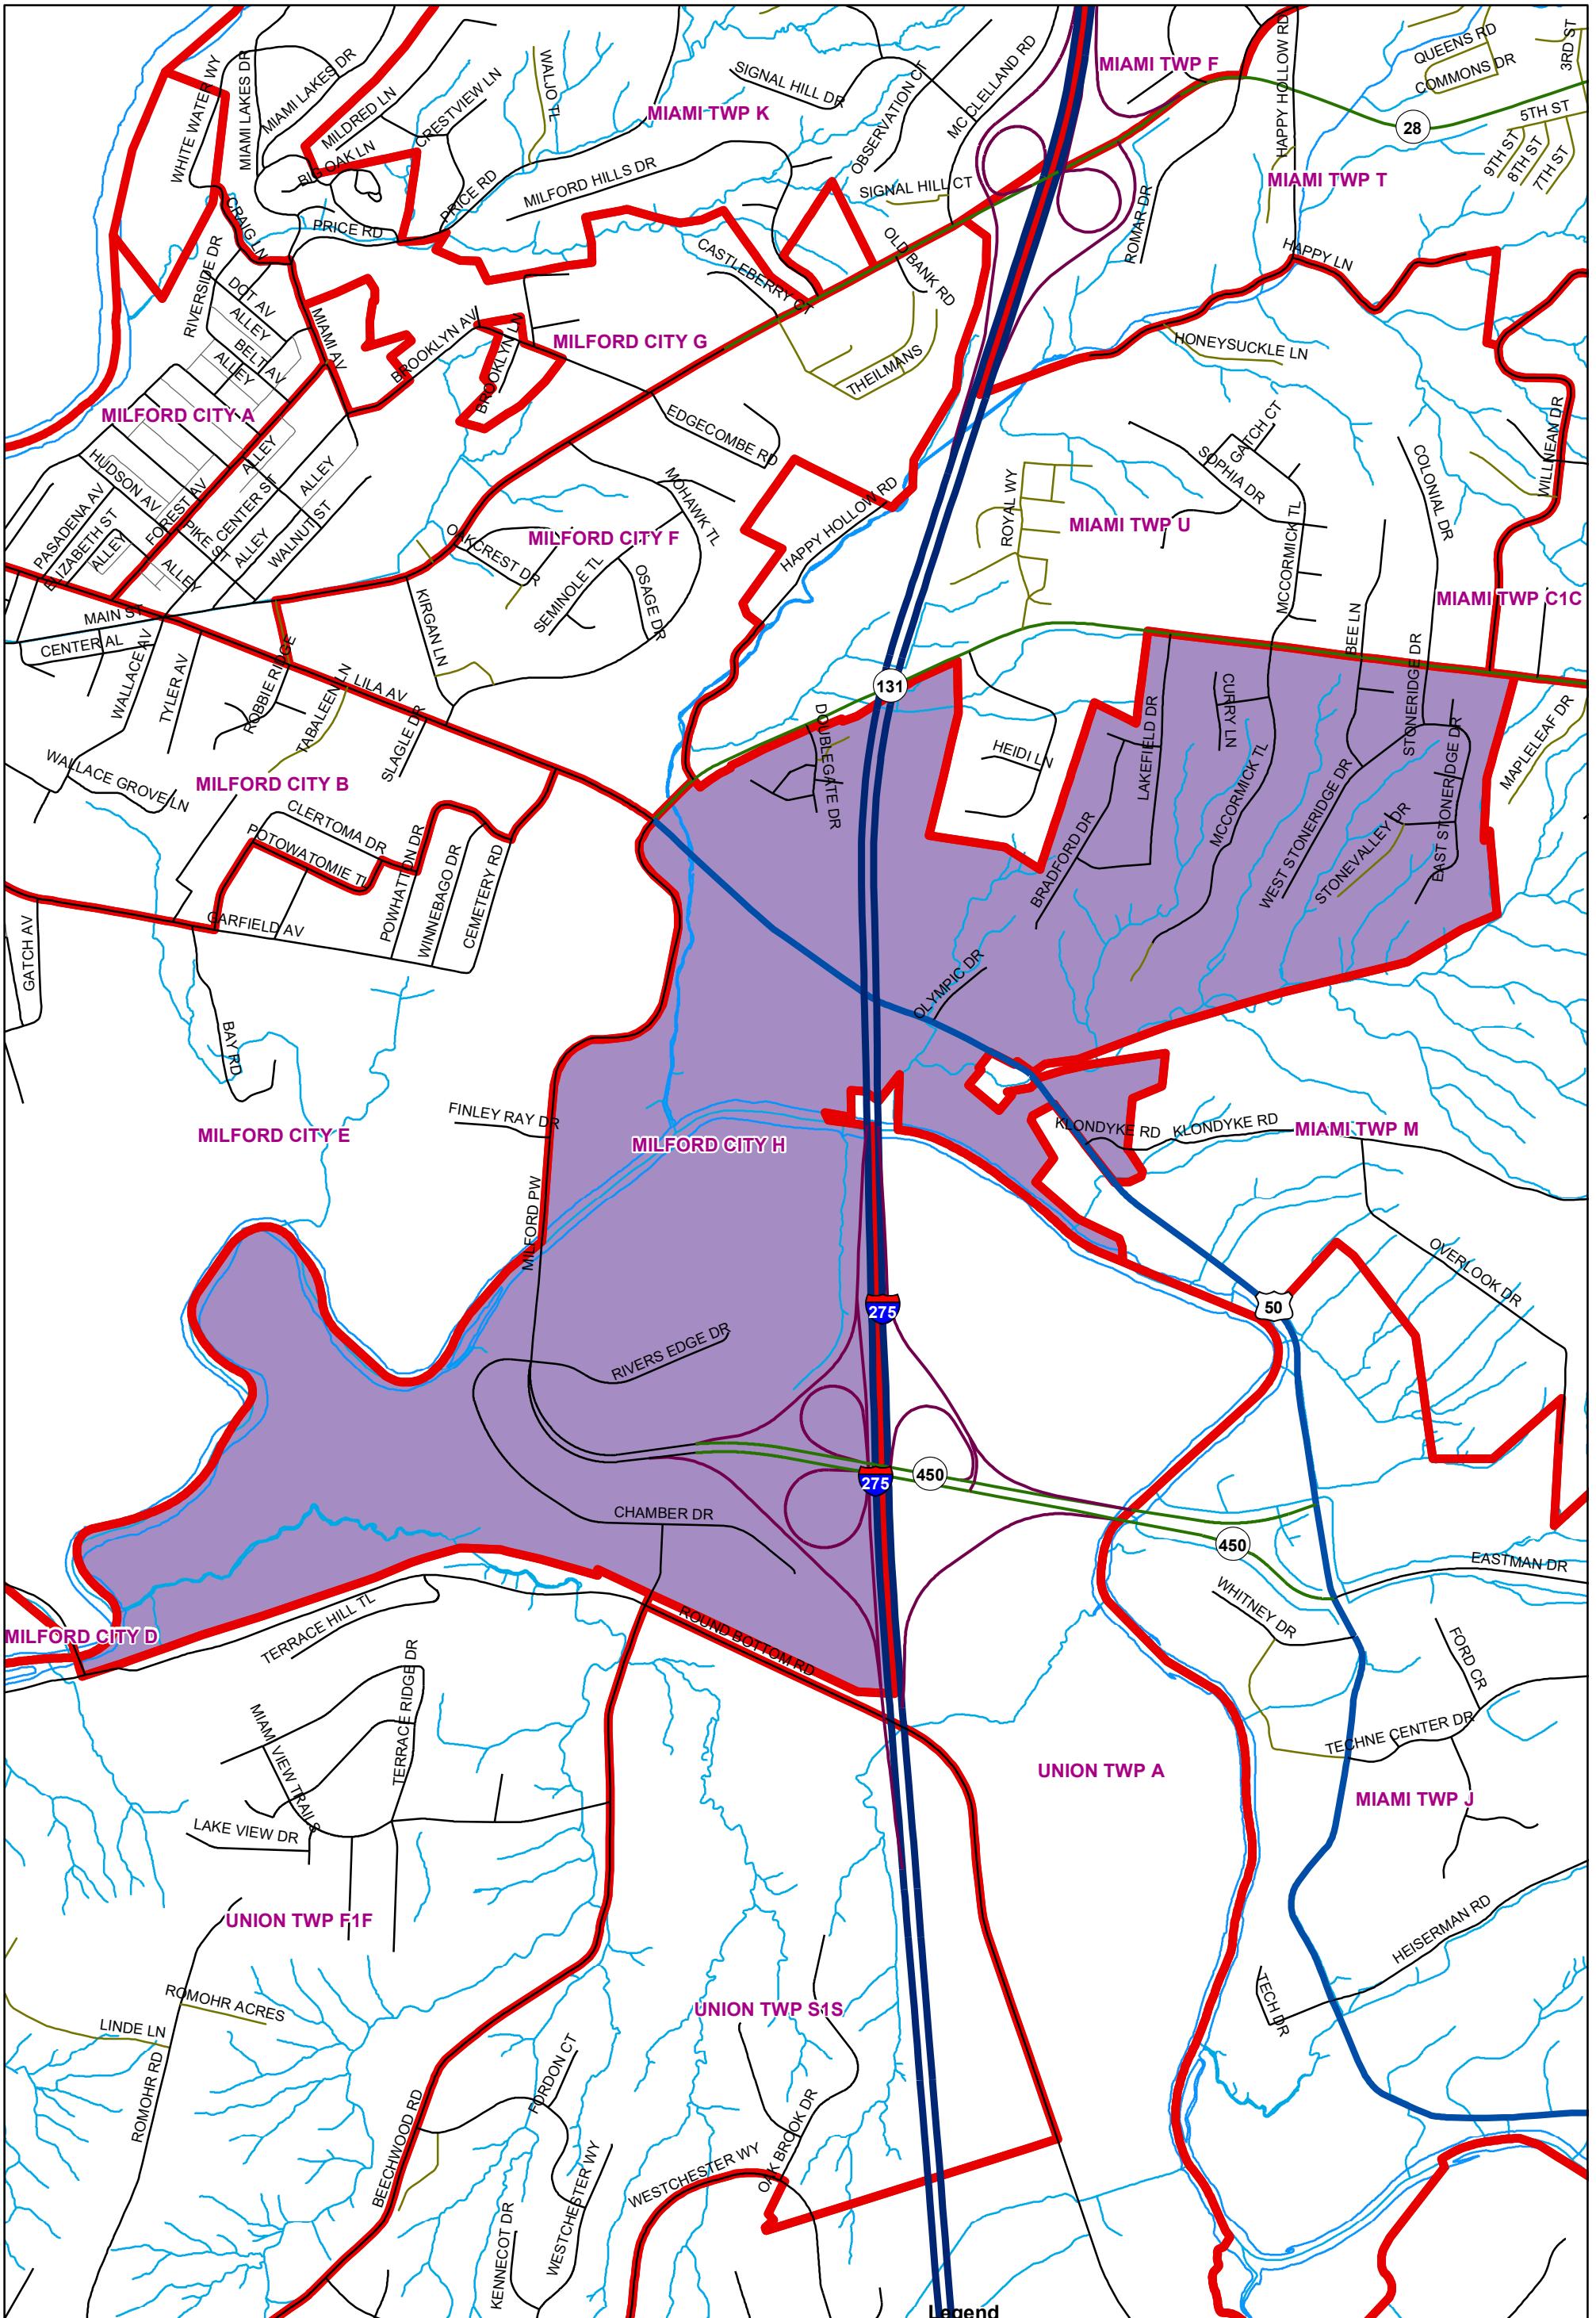 MIAMI TWP F
QUEENS RD
COMMONS DR
3RD ST
5TH ST
9TH ST
8TH ST
7TH ST
28
HAPPY HOLLOW RD
MIAMI TWP T
WHITE WATER WY
MIAMI LAKES DR
MIAMI LAKES DR
MILDRED LN
BIG OAK LN
CRESTVIEW LN
WALJO TL
SIGNAL HILL DR
MIAMI TWP K
OBSERVATION CT
MC CLELLAND RD
MILFORD HILLS DR
SIGNAL HILL CT
PRICE RD
PRICE RD
CRAIG LN
RIVERSIDE DR
DOT AV
ALLEY
BELT AV
ALLEY
MIAMI AV
BROOKLYN AV
BROOKLYN LN
MILFORD CITY G
CASTLEBERRY CT
OLD BANK RD
THEILMANS
ROMAR DR
HAPPY LN
HONEYSUCKLE LN
MILFORD CITY A
HUDSON AV
PASADENA AV
ELIZABETH ST
ALLEY
FOREST AV
PIKE ST
CENTER ST
ALLEY
ALLEY
ALLEY
ALLEY
WALNUT ST
EDGECOMBE RD
MOHAWK TL
HAPPY HOLLOW RD
OAKCREST DR
MILFORD CITY F
SEMINOLE TL
OSAGE DR
KIRGAN LN
ROYAL WY
MIAMI TWP U
SOPHIA DR
GATCH CT
MCCORMICK TL
COLONIAL DR
WILLNEAN DR
MIAMI TWP C1C
BEE LN
MAIN ST
CENTER AL
WALLACE AV
TYLER AV
ROBBIE RIDGE
TABALEEN LN
LILA AV
SLAGLE DR
WALLACE GROVE LN
MILFORD CITY B
CLERTOMA DR
POTOWATOMIE TL
POWHATTON DR
WINNEBAGO DR
CEMETERY RD
GARFIELD AV
GATCH AV
BAY RD
131
DOUBLEGATE DR
HEIDI LN
LAKEFIELD DR
BRADFORD DR
CURRY LN
MCCORMICK TL
WEST STONERIDGE DR
STONERIDGE DR
STONEVALLEY DR
EAST STONERIDGE DR
MAPLELEAF DR
OLYMPIC DR
MILFORD CITY E
FINLEY RAY DR
MILFORD CITY H
MILFORD PW
KLONDYKE RD
KLONDYKE RD
MIAMI TWP M
OVERLOOK DR
50
275
RIVERS EDGE DR
275
450
450
CHAMBER DR
EASTMAN DR
WHITNEY DR
FORD CR
MILFORD CITY D
TERRACE HILL TL
ROUND BOTTOM RD
TERRACE RIDGE DR
MIAMI VIEW TRAILS
LAKE VIEW DR
TECHNE CENTER DR
UNION TWP A
MIAMI TWP J
UNION TWP F1F
HEISERMAN RD
TECH DR
ROMOHR ACRES
LINDE LN
ROMOHR RD
UNION TWP S1S
FORDON CT
BEECHWOOD RD
OAK BROOK DR
WESTCHESTER WY
WESTCHESTER WY
KENNECOT DR
Legend